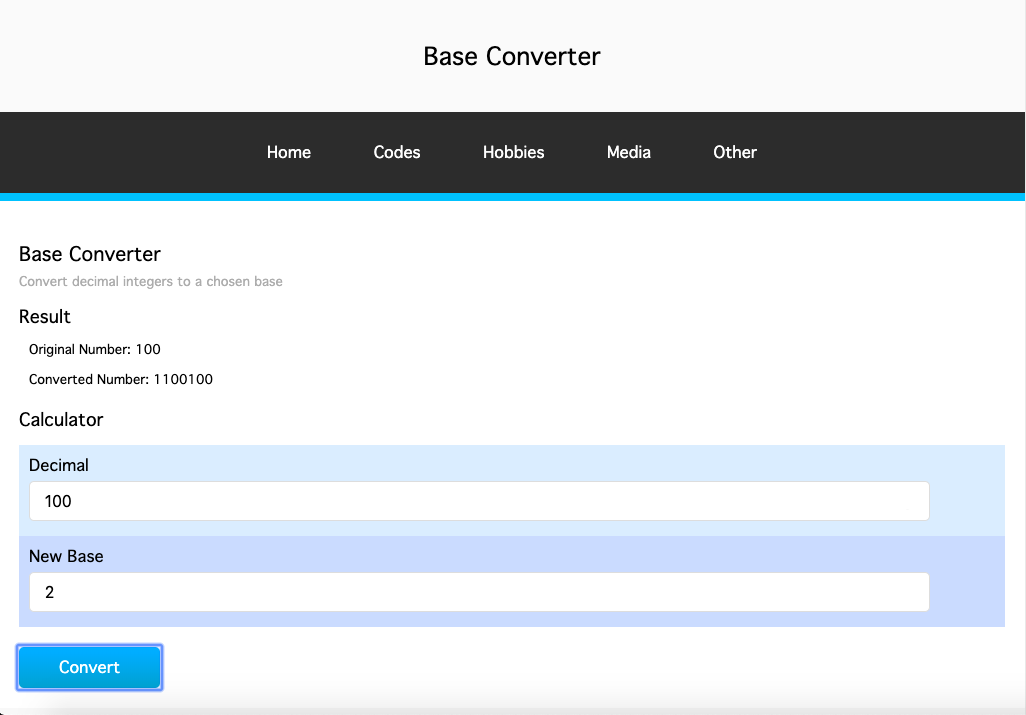 Base Converter
Home Codes Hobbies Media Other
Base Converter
Convert decimal integers to a chosen base
Result
Original Number: 100
Converted Number: 1100100
Calculator
Decimal
100
New Base
2
Convert